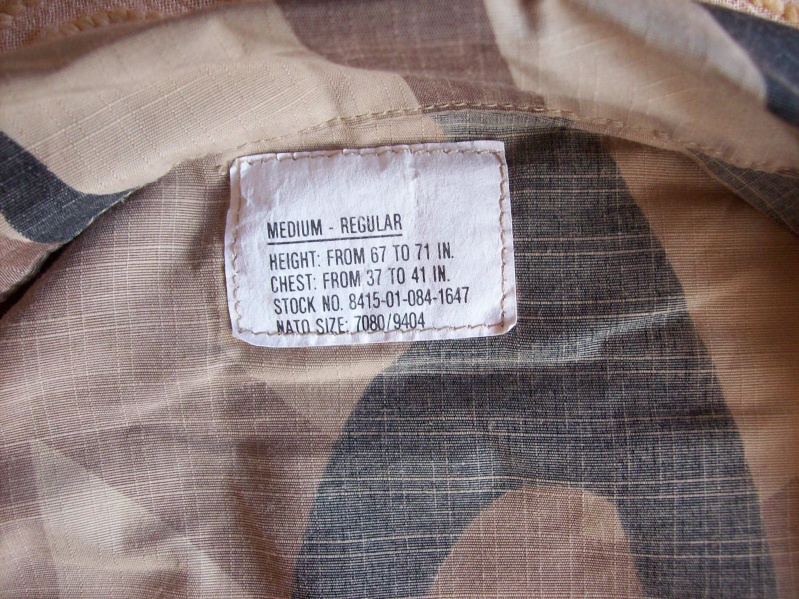 MEDIUM - REGULAR
HEIGHT: FROM 67 TO 71 IN.
CHEST: FROM 37 TO 41 IN.
STOCK NO. 8415-01-084-1647
NATO SIZE: 7080/9404